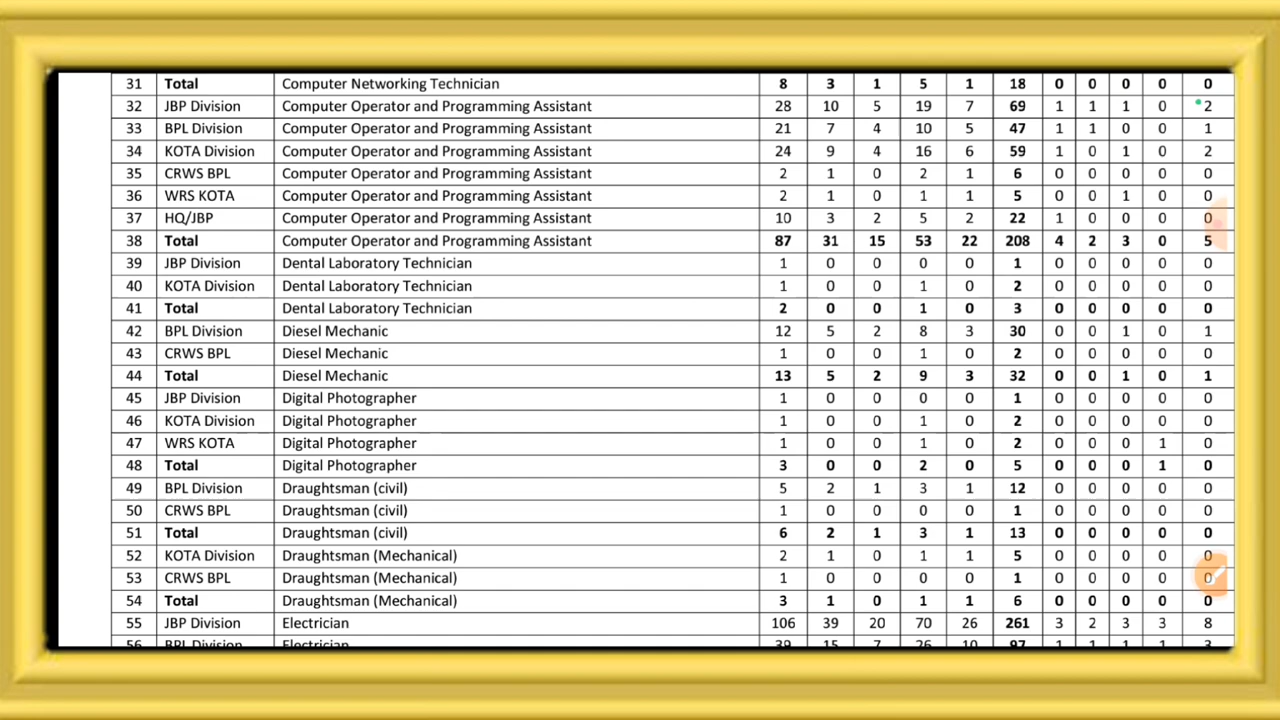 31 Total Computer Networking Technician 8 3 1 5 1 18 0 0 0 0 0
32 JBP Division Computer Operator and Programming Assistant 28 10 5 19 7 69 1 1 1 0 2
33 BPL Division Computer Operator and Programming Assistant 21 7 4 10 5 47 1 1 0 0 1
34 KOTA Division Computer Operator and Programming Assistant 24 9 4 16 6 59 1 0 1 0 2
35 CRWS BPL Computer Operator and Programming Assistant 2 1 0 2 1 6 0 0 0 0 0
36 WRS KOTA Computer Operator and Programming Assistant 2 1 0 1 1 5 0 0 1 0 0
37 HQ/JBP Computer Operator and Programming Assistant 10 3 2 5 2 22 1 0 0 0 0
38 Total Computer Operator and Programming Assistant 87 31 15 53 22 208 4 2 3 0 5
39 JBP Division Dental Laboratory Technician 1 0 0 0 0 1 0 0 0 0 0
40 KOTA Division Dental Laboratory Technician 1 0 0 1 0 2 0 0 0 0 0
41 Total Dental Laboratory Technician 2 0 0 1 0 3 0 0 0 0 0
42 BPL Division Diesel Mechanic 12 5 2 8 3 30 0 0 1 0 1
43 CRWS BPL Diesel Mechanic 1 0 0 1 0 2 0 0 0 0 0
44 Total Diesel Mechanic 13 5 2 9 3 32 0 0 1 0 1
45 JBP Division Digital Photographer 1 0 0 0 0 1 0 0 0 0 0
46 KOTA Division Digital Photographer 1 0 0 1 0 2 0 0 0 0 0
47 WRS KOTA Digital Photographer 1 0 0 1 0 2 0 0 0 1 0
48 Total Digital Photographer 3 0 0 2 0 5 0 0 0 1 0
49 BPL Division Draughtsman (civil) 5 2 1 3 1 12 0 0 0 0 0
50 CRWS BPL Draughtsman (civil) 1 0 0 0 0 1 0 0 0 0 0
51 Total Draughtsman (civil) 6 2 1 3 1 13 0 0 0 0 0
52 KOTA Division Draughtsman (Mechanical) 2 1 0 1 1 5 0 0 0 0 0
53 CRWS BPL Draughtsman (Mechanical) 1 0 0 0 0 1 0 0 0 0 0
54 Total Draughtsman (Mechanical) 3 1 0 1 1 6 0 0 0 0 0
55 JBP Division Electrician 106 39 20 70 26 261 3 2 3 3 8
56 BPL Division Electrician 39 15 7 26 10 97 1 1 1 1 3